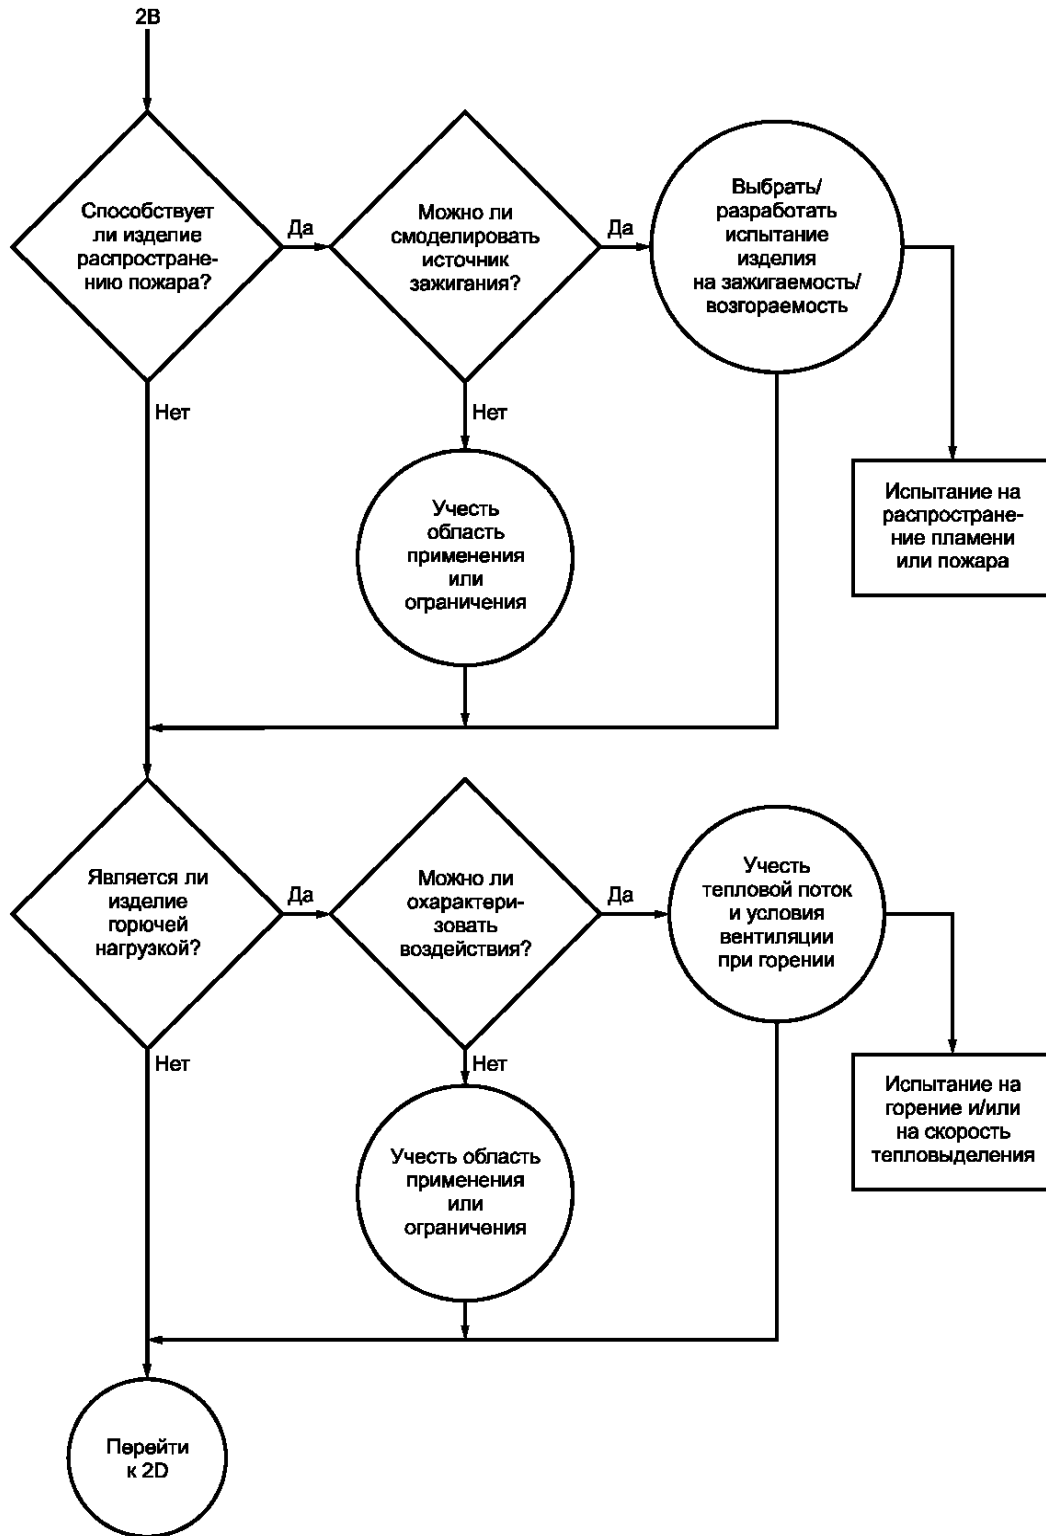 2B
Способствует
ли изделие
распростране-
нию пожара?
Да
Можно ли
смоделировать
источник
зажигания?
Да
Выбрать/
разработать
испытание
изделия
на зажигаемость/
возгораемость
Нет
Нет
Учесть
область
применения
или
ограничения
Испытание на
распростране-
ние пламени
или пожара
Является ли
изделие
горючей
нагрузкой?
Да
Можно ли
охарактери-
зовать
воздействия?
Да
Учесть
тепловой поток
и условия
вентиляции
при горении
Нет
Нет
Учесть область
применения
или
ограничения
Испытание на
горение и/или
на скорость
тепловыделения
Перейти
к 2D